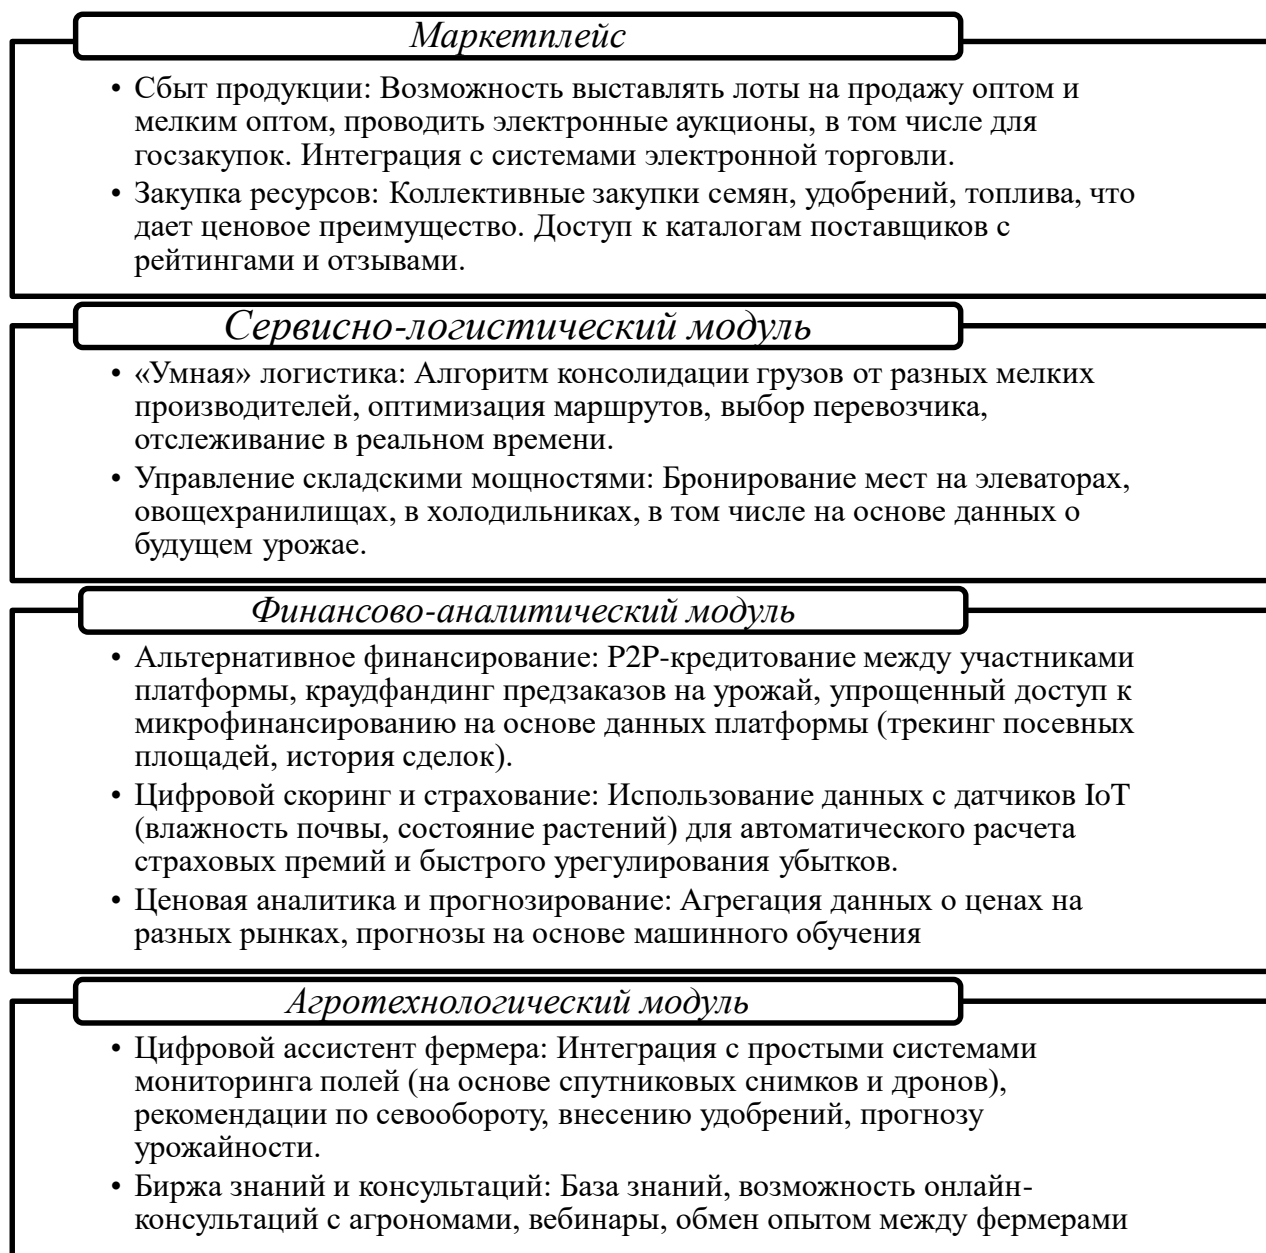 Маркетплейс
• Сбыт продукции: Возможность выставлять лоты на продажу оптом и
мелким оптом, проводить электронные аукционы, в том числе для
госзакупок. Интеграция с системами электронной торговли.
• Закупка ресурсов: Коллективные закупки семян, удобрений, топлива, что
дает ценовое преимущество. Доступ к каталогам поставщиков с
рейтингами и отзывами.
Сервисно-логистический модуль
• «Умная» логистика: Алгоритм консолидации грузов от разных мелких
производителей, оптимизация маршрутов, выбор перевозчика,
отслеживание в реальном времени.
• Управление складскими мощностями: Бронирование мест на элеваторах,
овощехранилищах, в холодильниках, в том числе на основе данных о
будущем урожае.
Финансово-аналитический модуль
• Альтернативное финансирование: P2P-кредитование между участниками
платформы, краудфандинг предзаказов на урожай, упрощенный доступ к
микрофинансированию на основе данных платформы (трекинг посевных
площадей, история сделок).
• Цифровой скоринг и страхование: Использование данных с датчиков IoT
(влажность почвы, состояние растений) для автоматического расчета
страховых премий и быстрого урегулирования убытков.
• Ценовая аналитика и прогнозирование: Агрегация данных о ценах на
разных рынках, прогнозы на основе машинного обучения
Агротехнологический модуль
• Цифровой ассистент фермера: Интеграция с простыми системами
мониторинга полей (на основе спутниковых снимков и дронов),
рекомендации по севообороту, внесению удобрений, прогнозу
урожайности.
• Биржа знаний и консультаций: База знаний, возможность онлайн-
консультаций с агрономами, вебинары, обмен опытом между фермерами